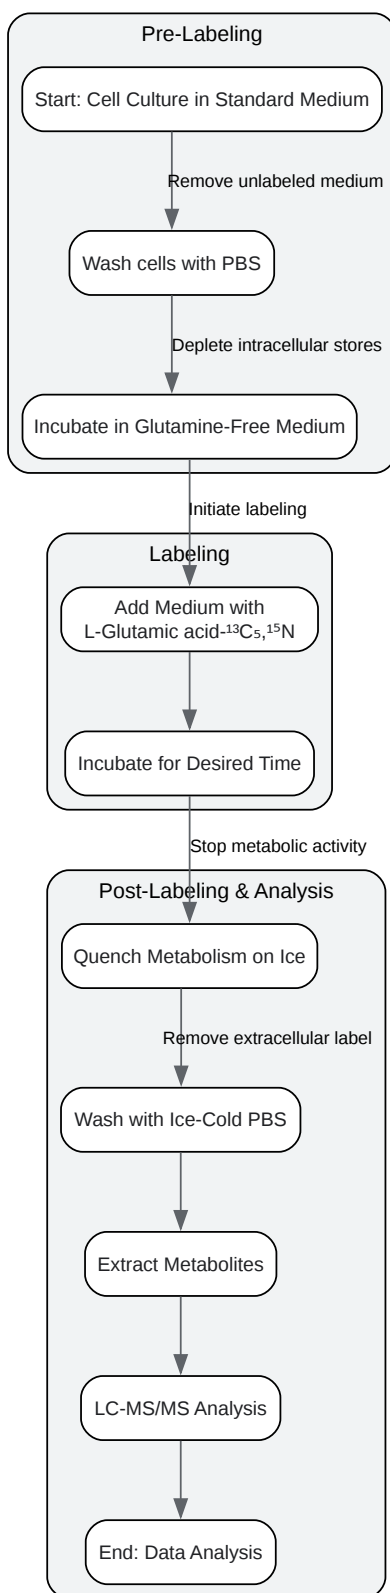 Pre-Labeling
Start: Cell Culture in Standard Medium
Remove unlabeled medium
Wash cells with PBS
Deplete intracellular stores
Incubate in Glutamine-Free Medium
Initiate labeling
Labeling
Add Medium with
L-Glutamic acid-¹³C₅,¹⁵N
Incubate for Desired Time
Stop metabolic activity
Post-Labeling & Analysis
Quench Metabolism on Ice
Remove extracellular label
Wash with Ice-Cold PBS
Extract Metabolites
LC-MS/MS Analysis
End: Data Analysis